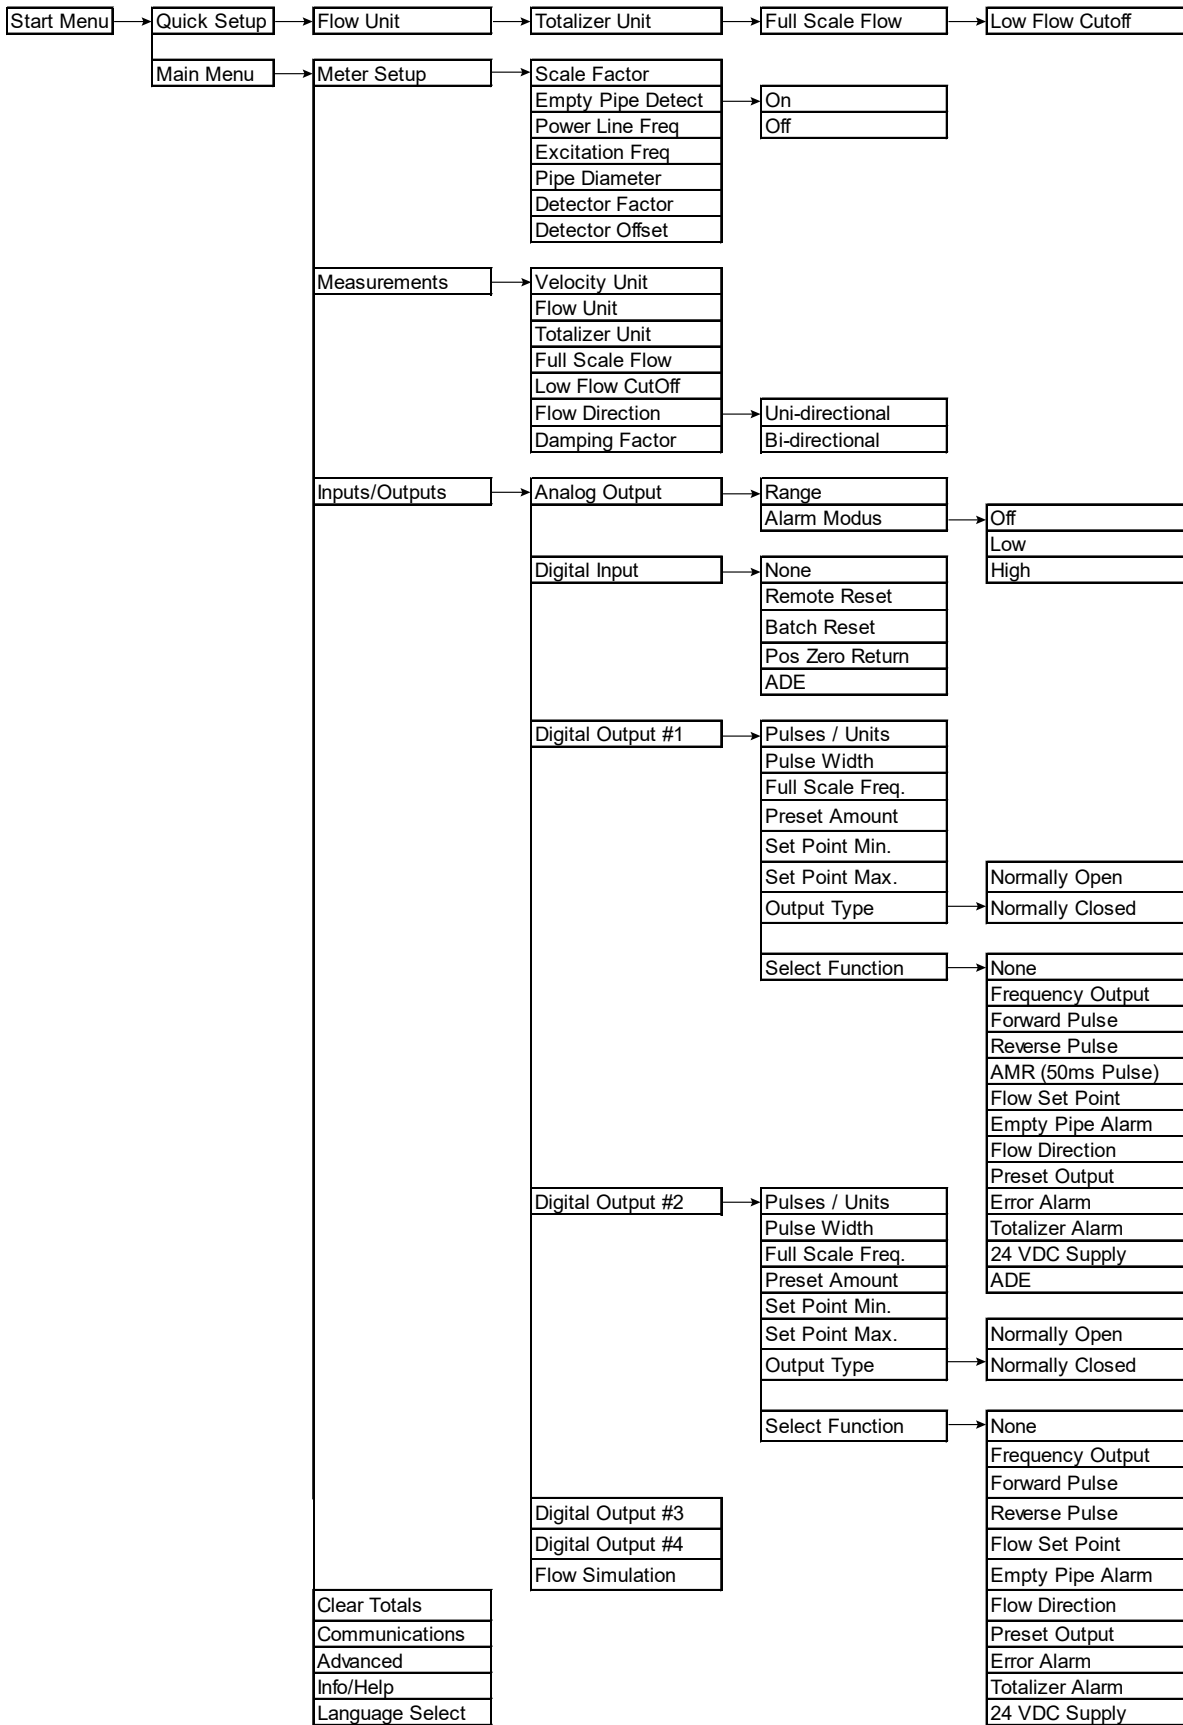 Start Menu
Quick Setup
Flow Unit
Totalizer Unit
Full Scale Flow
Low Flow Cutoff
Main Menu
Meter Setup
Scale Factor
Empty Pipe Detect
On
Power Line Freq
Off
Excitation Freq
Pipe Diameter
Detector Factor
Detector Offset
Measurements
Velocity Unit
Flow Unit
Totalizer Unit
Full Scale Flow
Low Flow CutOff
Flow Direction
Uni-directional
Damping Factor
Bi-directional
Inputs/Outputs
Analog Output
Range
Alarm Modus
Off
Low
High
Digital Input
None
Remote Reset
Batch Reset
Pos Zero Return
ADE
Digital Output #1
Pulses / Units
Pulse Width
Full Scale Freq.
Preset Amount
Set Point Min.
Set Point Max.
Normally Open
Output Type
Normally Closed
Select Function
None
Frequency Output
Forward Pulse
Reverse Pulse
AMR (50ms Pulse)
Flow Set Point
Empty Pipe Alarm
Flow Direction
Preset Output
Error Alarm
Totalizer Alarm
24 VDC Supply
ADE
Digital Output #2
Pulses / Units
Pulse Width
Full Scale Freq.
Preset Amount
Set Point Min.
Set Point Max.
Normally Open
Output Type
Normally Closed
Select Function
None
Frequency Output
Forward Pulse
Reverse Pulse
Flow Set Point
Empty Pipe Alarm
Flow Direction
Preset Output
Error Alarm
Totalizer Alarm
24 VDC Supply
Digital Output #3
Digital Output #4
Flow Simulation
Clear Totals
Communications
Advanced
Info/Help
Language Select